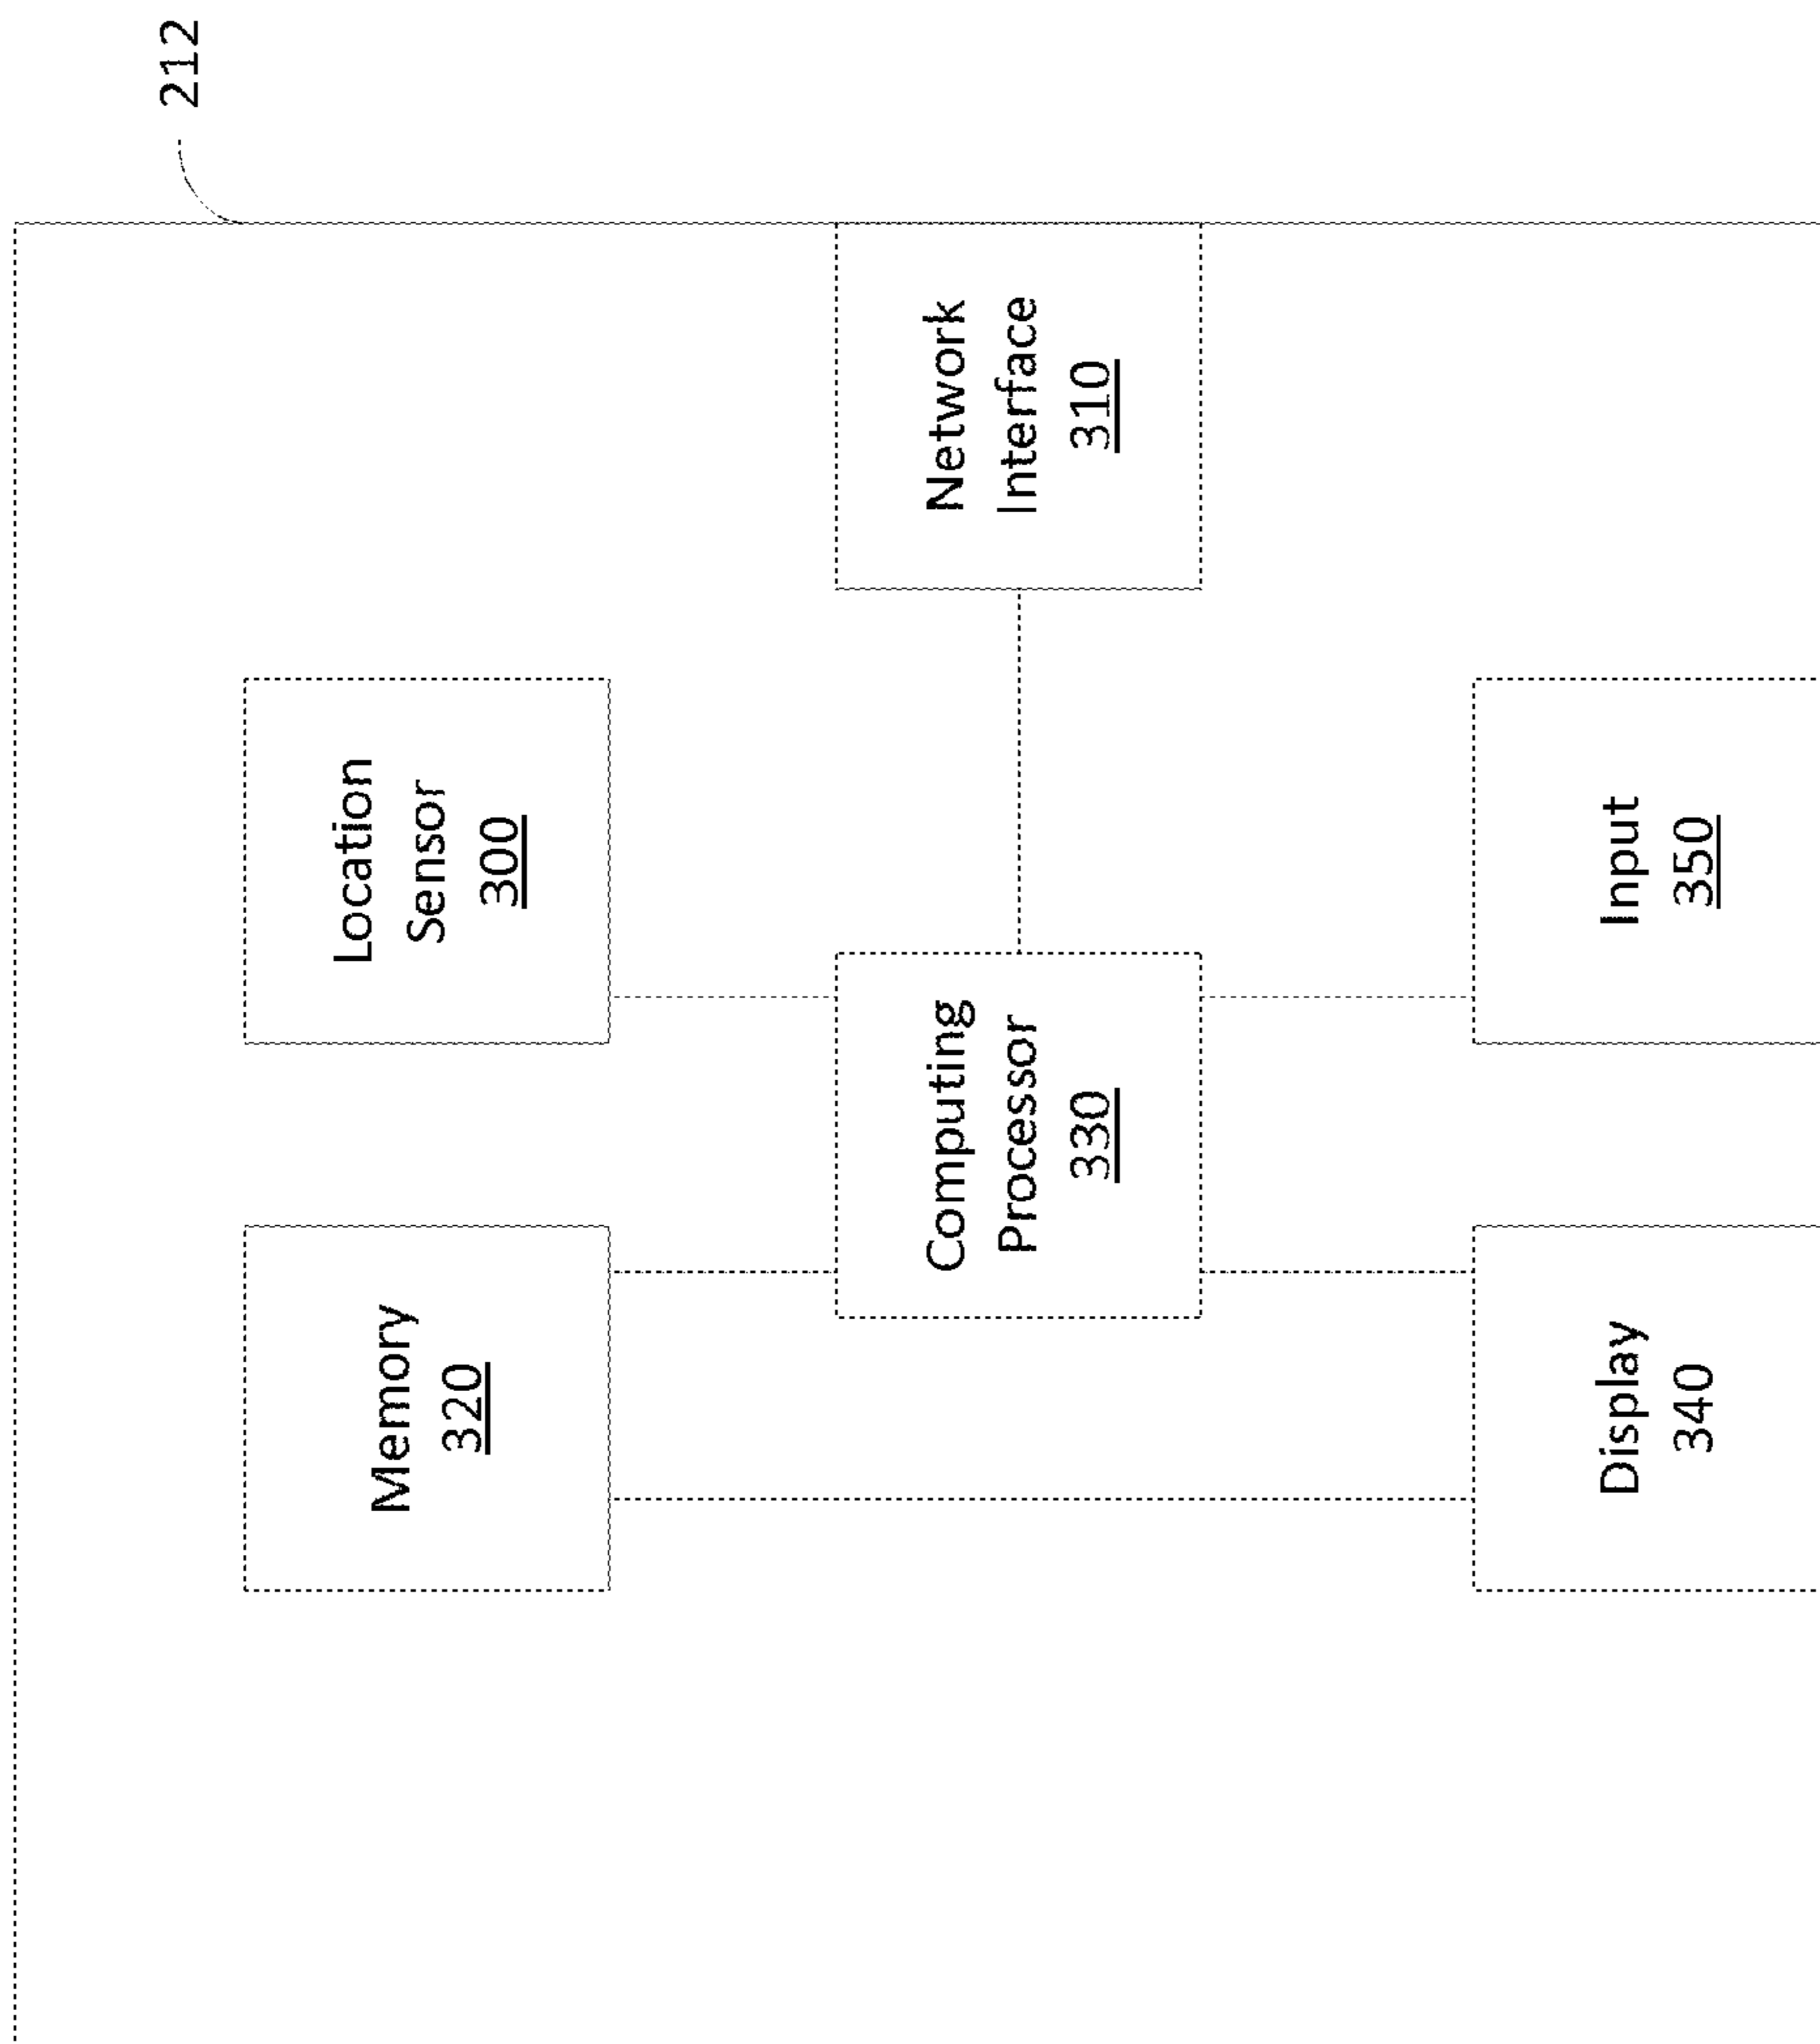 212
Memory
320
Location
Sensor
300
Computing
Processor
330
Network
Interface
310
Display
340
Input
350